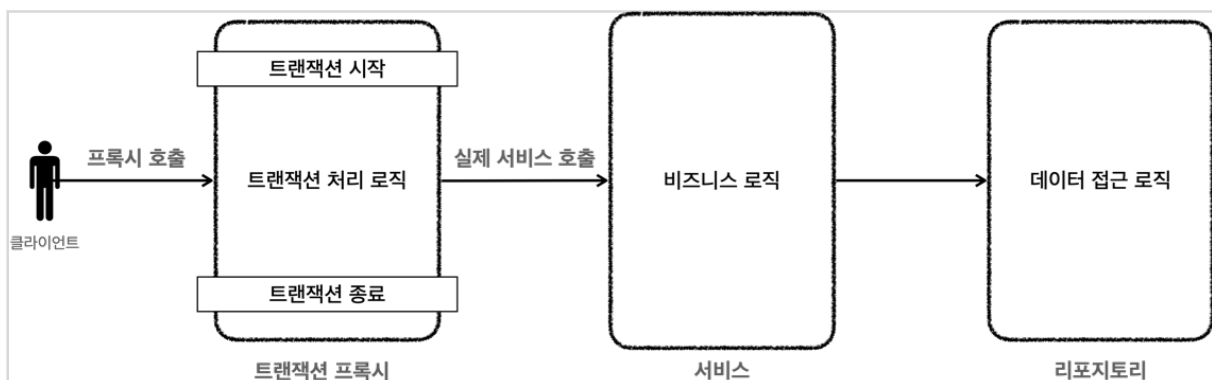 트랜잭션 시작
프록시 호출
실제 서비스 호출
트랜잭션 처리 로직
비즈니스 로직
데이터 접근 로직
클라이언트
트랜잭션 종료
트랜잭션 프록시
서비스
리포지토리